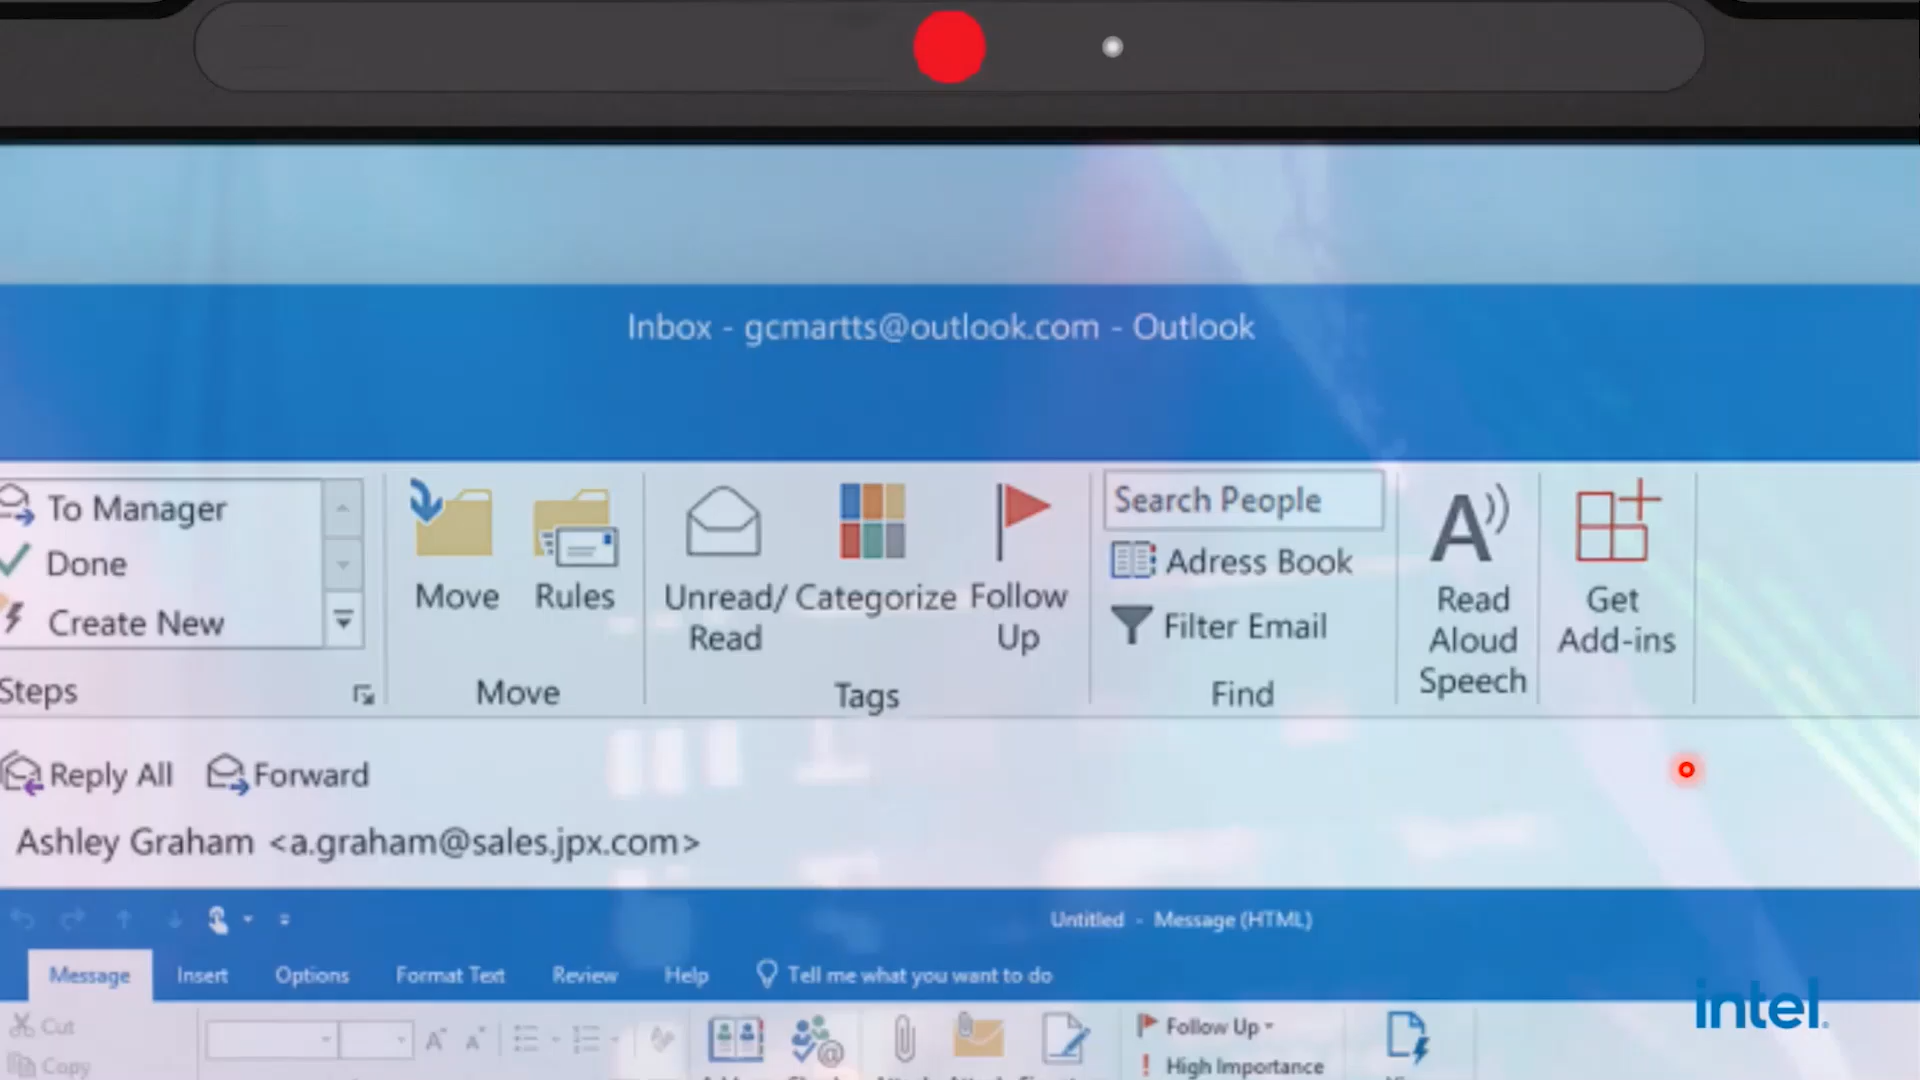 Inbox - gcmartts@outlook.com - Outlook
To Manager
Done
Create New
Steps
Move
Rules
Move
Unread/ Read
Categorize
Follow Up
Tags
Search People
Adress Book
Filter Email
Find
Read Aloud Speech
Get Add-ins
Reply All
Forward
Ashley Graham <a.graham@sales.jpx.com>
Untitled - Message (HTML)
Message Insert Options Format Text Review Help Tell me what you want to do
Cut
Copy
Follow Up
High Importance
intel.